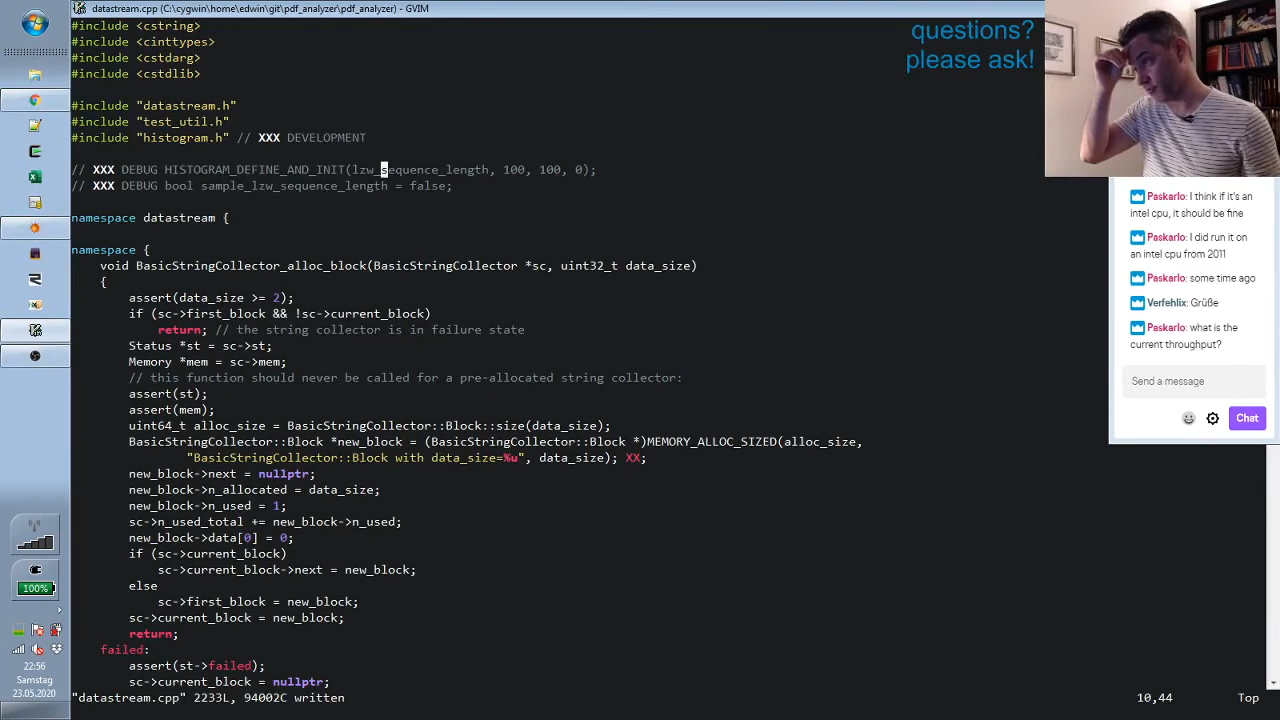 datastream.cpp (C:\cygwin\home\edwin\git\pdf_analyzer\pdf_analyzer) - GVIM
#include <cstring>
#include <cinttypes>
#include <cstdarg>
#include <cstdlib>
#include "datastream.h"
#include "test_util.h"
#include "histogram.h" // XXX DEVELOPMENT
// XXX DEBUG HISTOGRAM_DEFINE_AND_INIT(lzw_sequence_length, 100, 100, 0);
// XXX DEBUG bool sample_lzw_sequence_length = false;
namespace datastream {
namespace {
void BasicStringCollector_alloc_block(BasicStringCollector *sc, uint32_t data_size)
{
assert(data_size >= 2);
if (sc->first_block && !sc->current_block)
return; // the string collector is in failure state
Status *st = sc->st;
Memory *mem = sc->mem;
// this function should never be called for a pre-allocated string collector:
assert(st);
assert(mem);
uint64_t alloc_size = BasicStringCollector::Block::size(data_size);
BasicStringCollector::Block *new_block = (BasicStringCollector::Block *)MEMORY_ALLOC_SIZED(alloc_size,
"BasicStringCollector::Block with data_size=%u", data_size); XX;
new_block->next = nullptr;
new_block->n_allocated = data_size;
new_block->n_used = 1;
sc->n_used_total += new_block->n_used;
new_block->data[0] = 0;
if (sc->current_block)
sc->current_block->next = new_block;
else
sc->first_block = new_block;
sc->current_block = new_block;
return;
failed:
assert(st->failed);
sc->current_block = nullptr;
"datastream.cpp" 2233L, 94002C written
10,44
Top
questions?
please ask!
Paskarlo: I think if it's an
intel cpu, it should be fine
Paskarlo: I did run it on
an intel cpu from 2011
Paskarlo: some time ago
Verfehlix: Grüße
Paskarlo: what is the
current throughput?
Send a message
Chat
100%
22:56
Samstag
23.05.2020